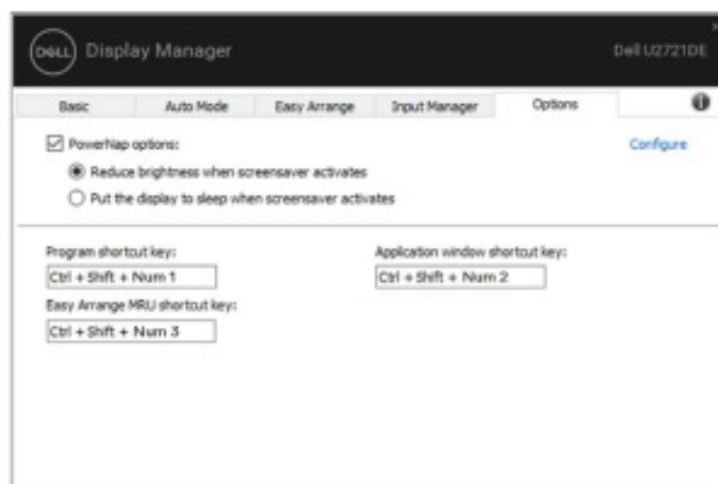 DELL Display Manager Dell U2721DE
Basic Auto Mode Easy Arrange Input Manager Options
PowerNap options: Configure
Reduce brightness when screensaver activates
Put the display to sleep when screensaver activates
Program shortcut key: Application window shortcut key:
Ctrl + Shift + Num 1 Ctrl + Shift + Num 2
Easy Arrange MRU shortcut key:
Ctrl + Shift + Num 3